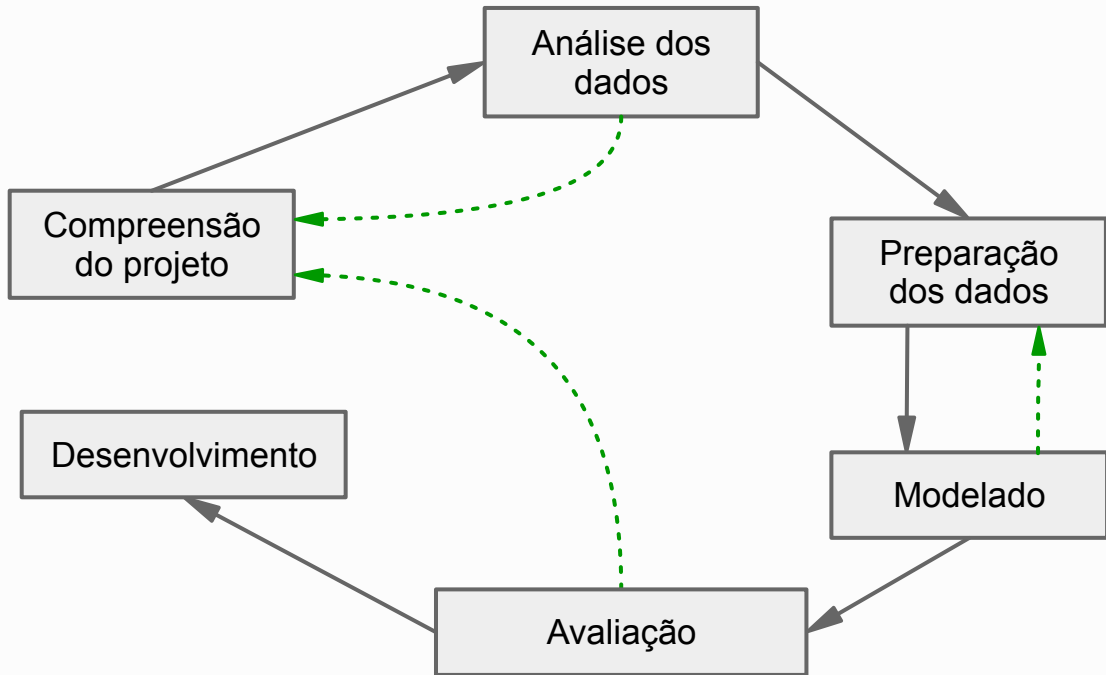 Análise dos
dados
Compreensão
do projeto
Preparação
dos dados
Desenvolvimento
Modelado
Avaliação